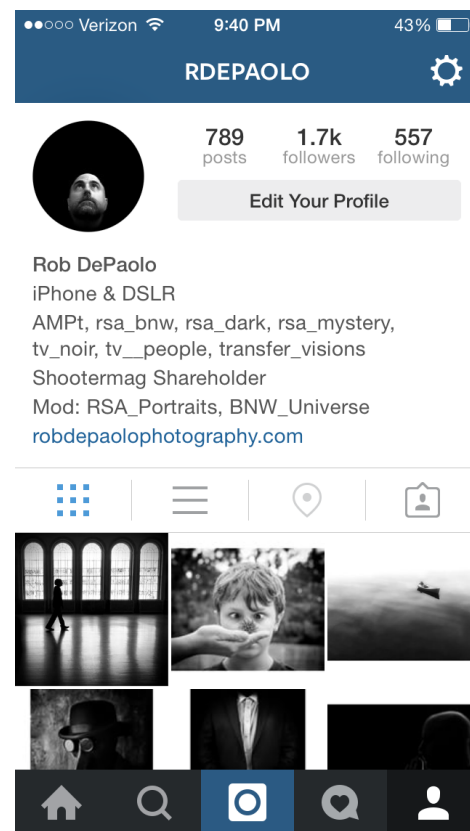 Verizon 9:40 PM 43%
RDEPAOLO
789 1.7k 557
posts followers following
Edit Your Profile
Rob DePaolo
iPhone & DSLR
AMPt, rsa_bnw, rsa_dark, rsa_mystery,
tv_noir, tv__people, transfer_visions
Shootermag Shareholder
Mod: RSA_Portraits, BNW_Universe
robdepaolophotography.com